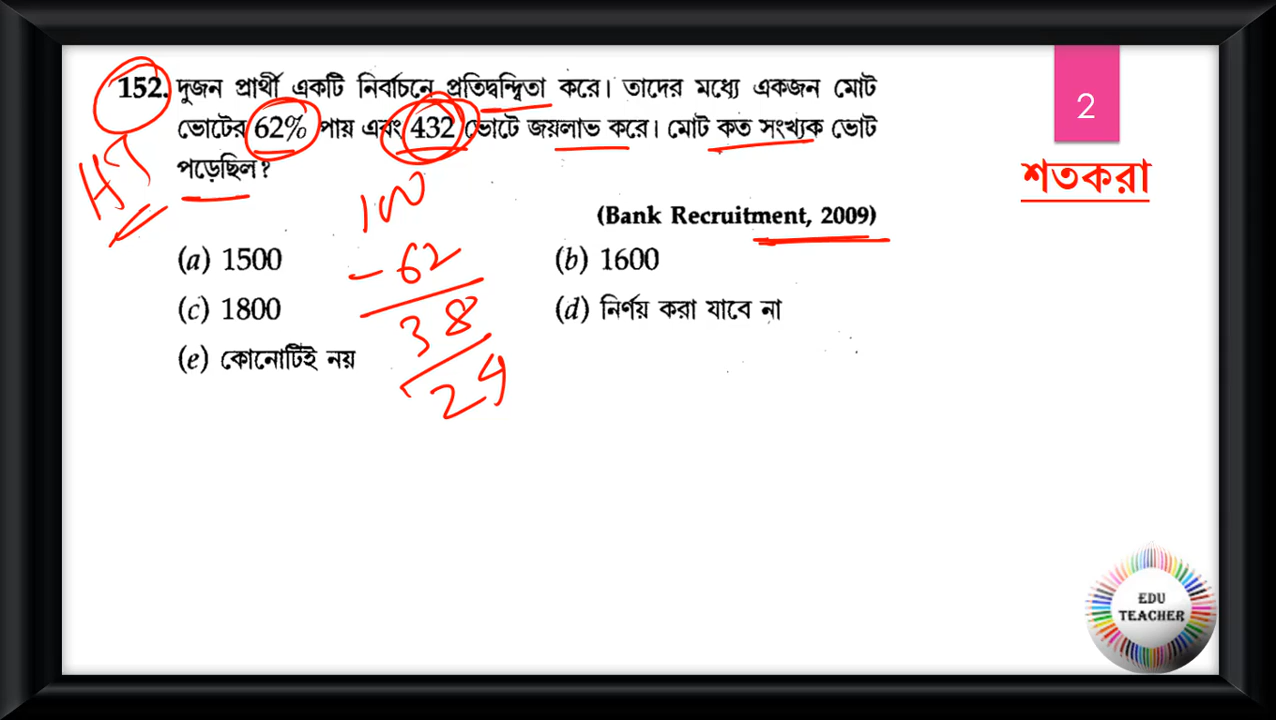 152. দুজন প্রার্থী একটি নির্বাচনে প্রতিদ্বন্দ্বিতা করে। তাদের মধ্যে একজন মোট
ভোটের 62% পায় এবং 432 ভোটে জয়লাভ করে। মোট কত সংখ্যক ভোট
পড়েছিল?
(Bank Recruitment, 2009)
(a) 1500
(b) 1600
(c) 1800
(d) নির্ণয় করা যাবে না
(e) কোনোটিই নয়
HT
100
- 62
38
24
2
শতকরা
EDU
TEACHER